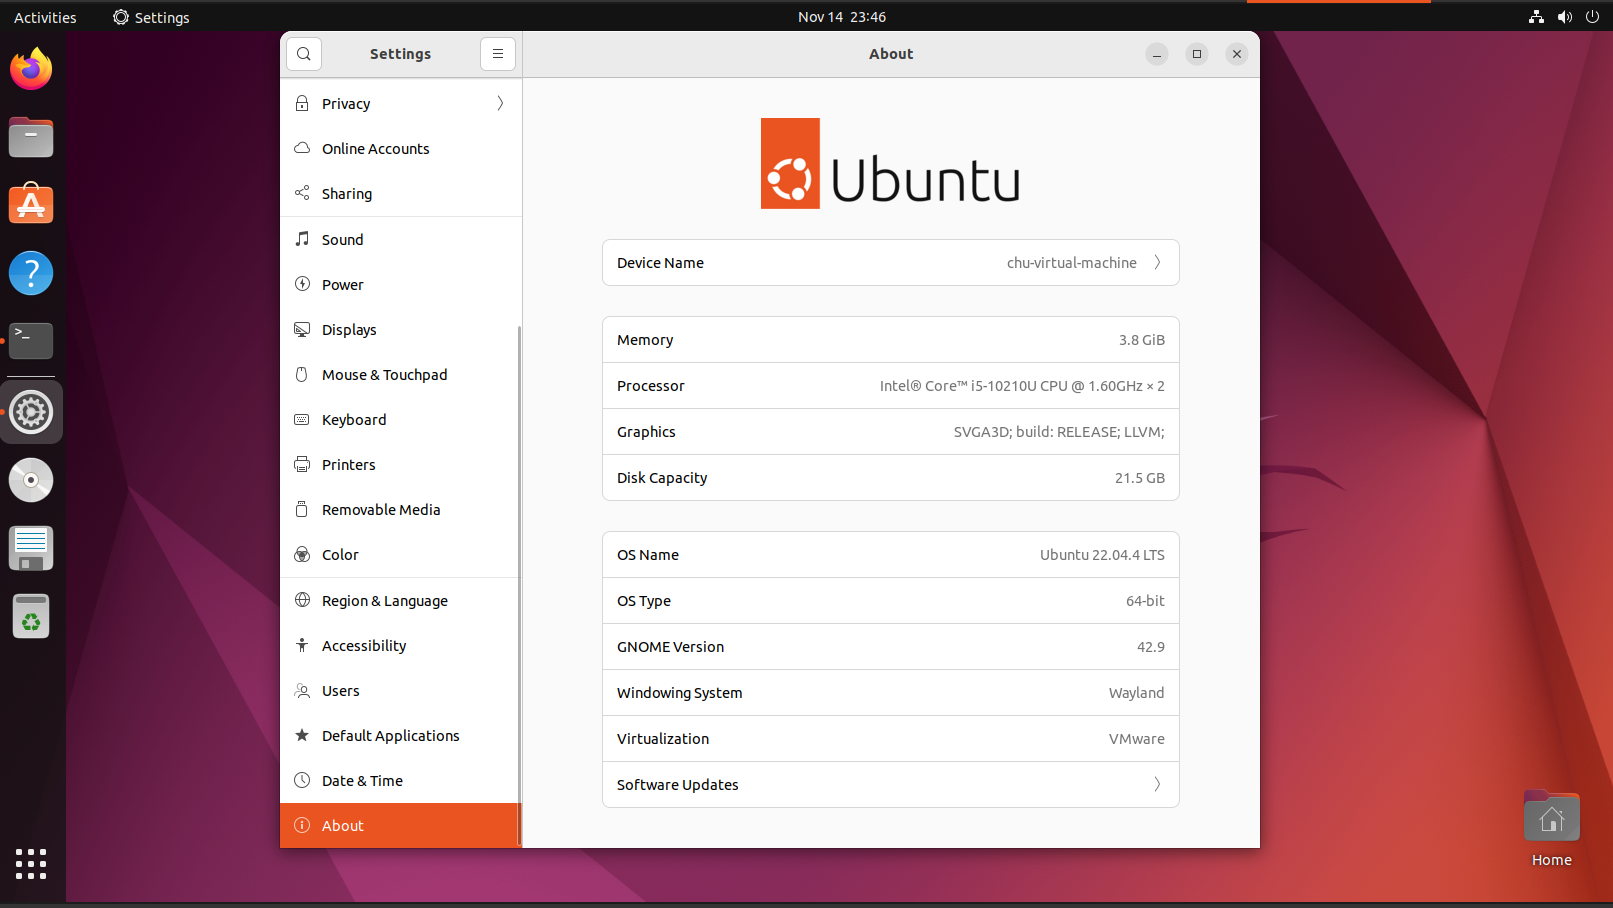 Activities
Settings
Nov 14 23:46
Settings
About
Privacy
Online Accounts
Sharing
Sound
Power
Displays
Mouse & Touchpad
Keyboard
Printers
Removable Media
Color
Region & Language
Accessibility
Users
Default Applications
Date & Time
About
Ubuntu
Device Name chu-virtual-machine
Memory 3.8 GiB
Processor Intel® Core™ i5-10210U CPU @ 1.60GHz × 2
Graphics SVGA3D; build: RELEASE; LLVM;
Disk Capacity 21.5 GB
OS Name Ubuntu 22.04.4 LTS
OS Type 64-bit
GNOME Version 42.9
Windowing System Wayland
Virtualization VMware
Software Updates
Home